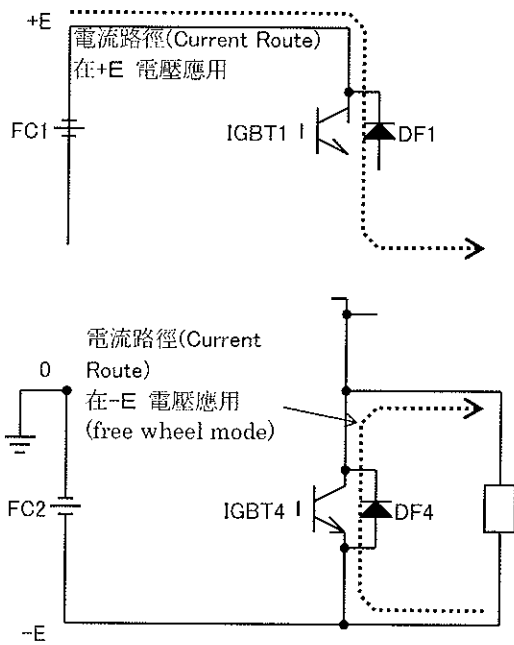 +E
電流路徑(Current Route)
在+E 電壓應用
FC1
IGBT1
DF1
電流路徑(Current
Route)
0
在-E 電壓應用
(free wheel mode)
FC2
IGBT4
DF4
-E